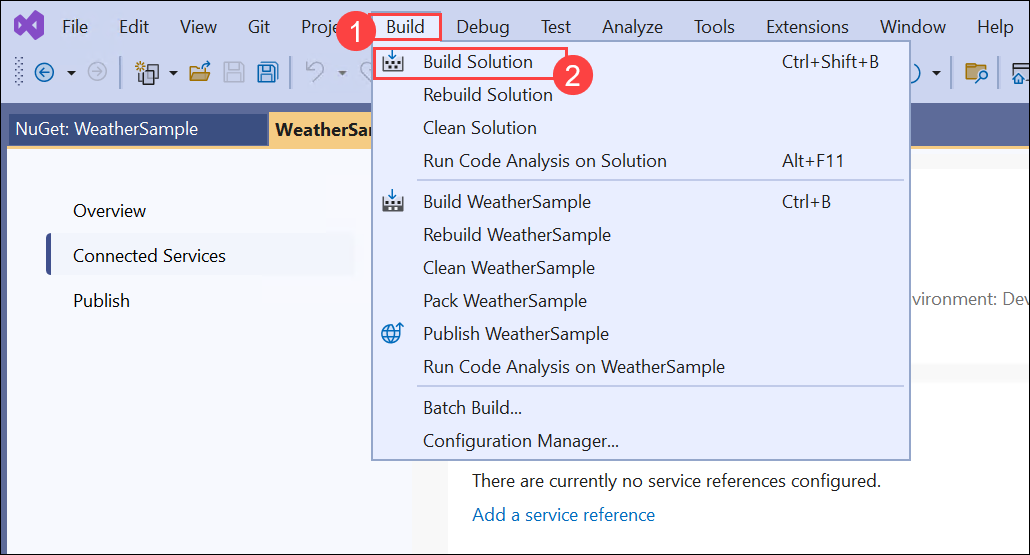 File Edit View Git Proje Build Debug Test Analyze Tools Extensions Window Help
1
Build Solution Ctrl+Shift+B
2
Rebuild Solution
Clean Solution
NuGet: WeatherSample WeatherSa
Run Code Analysis on Solution Alt+F11
Build WeatherSample Ctrl+B
Overview
Rebuild WeatherSample
Connected Services
Clean WeatherSample
Publish
Pack WeatherSample
vironment: Dev
Publish WeatherSample
Run Code Analysis on WeatherSample
Batch Build...
Configuration Manager...
There are currently no service references configured.
Add a service reference